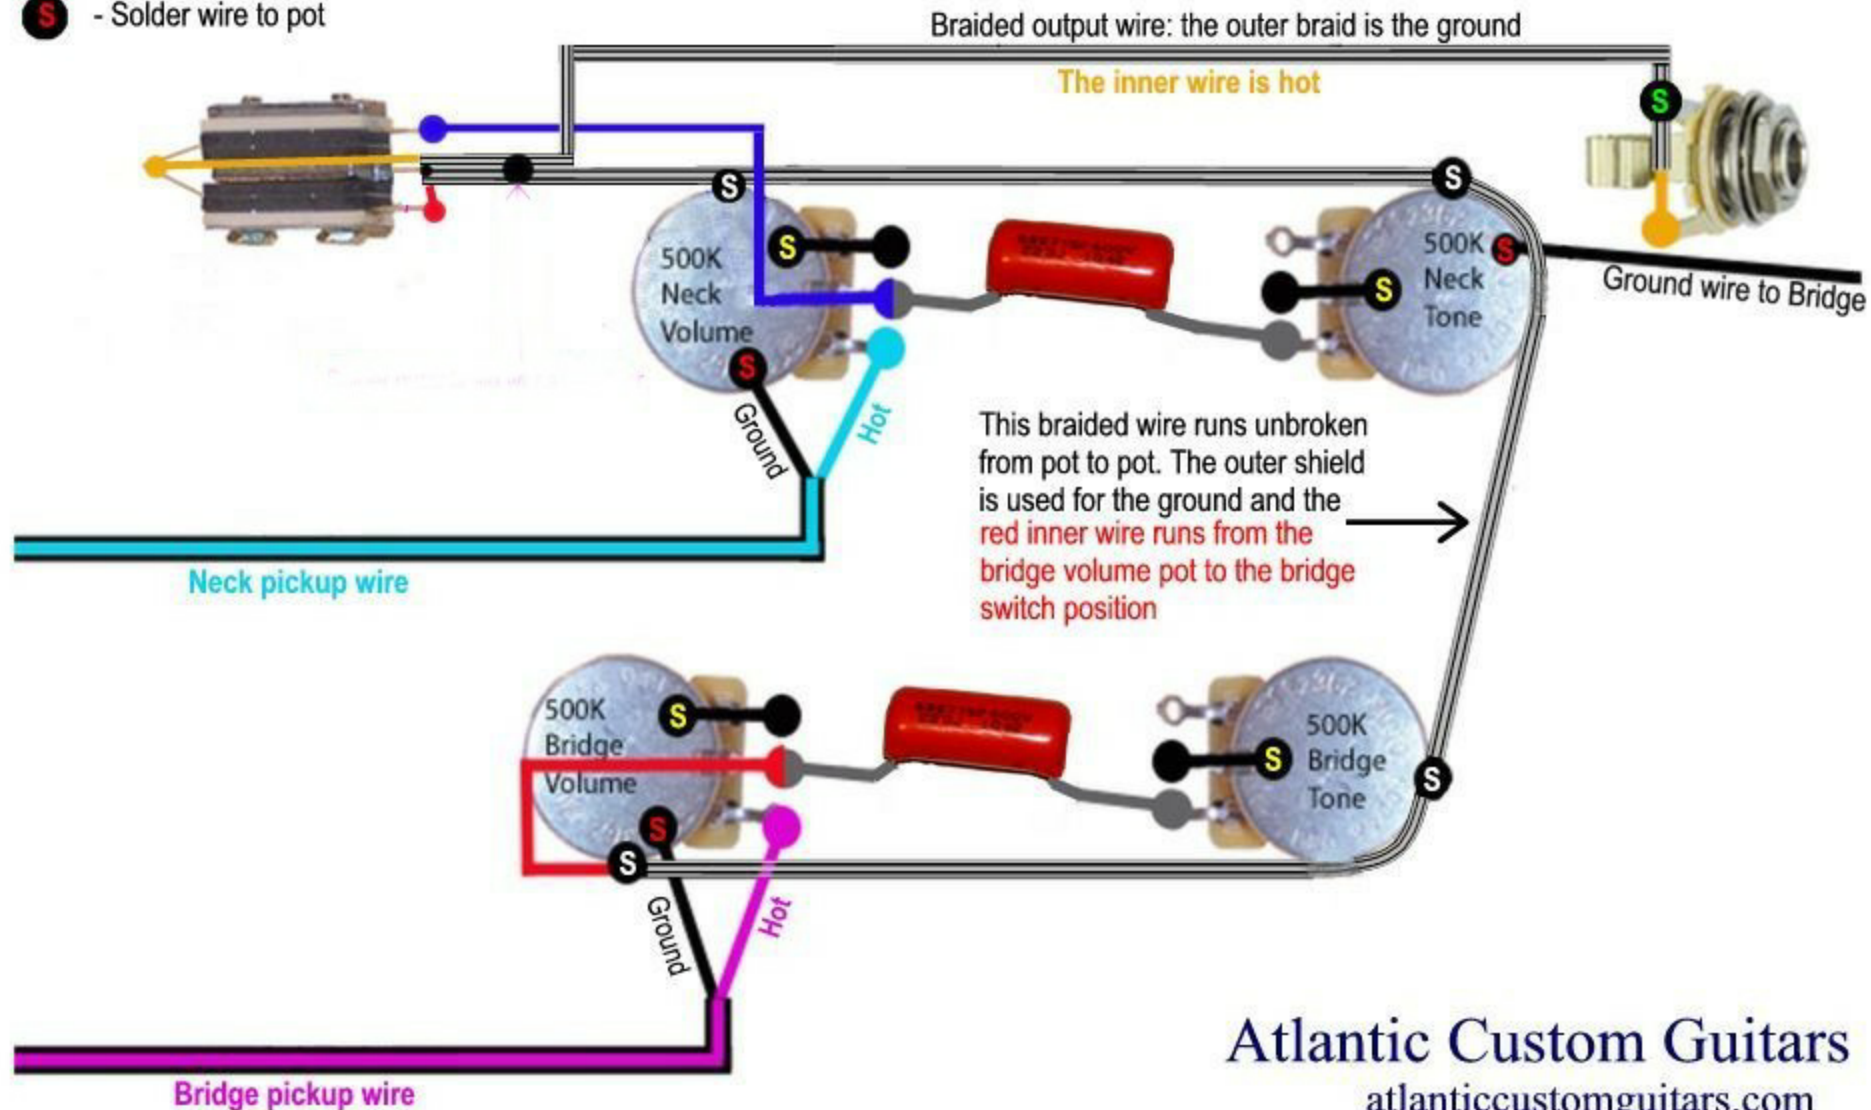 S - Solder wire to pot
Braided output wire: the outer braid is the ground
The inner wire is hot
S
S
S
S
500K
Neck
Volume
S
S
500K
Neck
Tone
S
Ground wire to Bridge
S
Ground
Hot
This braided wire runs unbroken
from pot to pot. The outer shield
is used for the ground and the
red inner wire runs from the
bridge volume pot to the bridge
switch position
Neck pickup wire
500K
Bridge
Volume
S
S
S
500K
Bridge
Tone
S
S
Ground
Hot
Bridge pickup wire
Atlantic Custom Guitars
atlanticcustomguitars.com